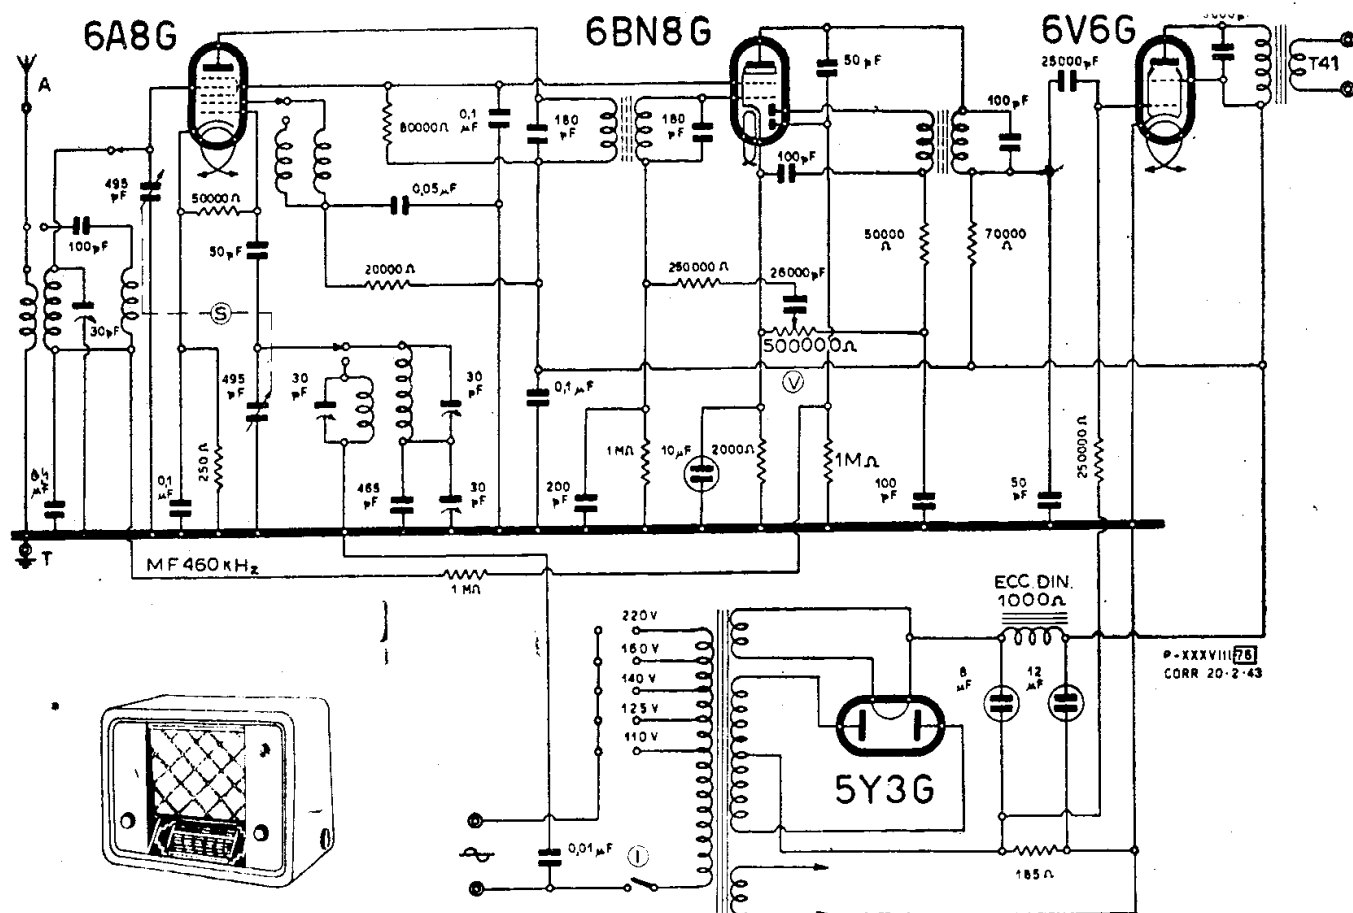 6A8G
6BN8G
6V6G
5000pF
A
50pF
25000pF
T41
80000Ω
0,1 µF
180 pF
180 pF
100pF
100pF
495 pF
50000Ω
0,05µF
100pF
50pF
20000Ω
250000Ω
25000pF
50000 Ω
70000 Ω
30pF
S
500000Ω
495 pF
30 pF
30 pF
0,1µF
V
250Ω
0,1 µF
465 pF
30 pF
200 pF
1MΩ
10µF
2000Ω
1MΩ
100 pF
50 pF
250000Ω
T
MF 460 KHz
1MΩ
ECC. DIN.
1000Ω
220V
160V
140V
125V
110V
8 µF
12 µF
P-XXXVIII 76
CORR 20-2-43
5Y3G
0,01µF
I
185Ω